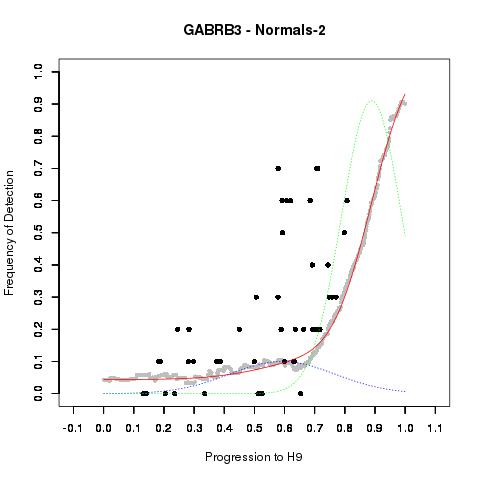 GABRB3 - Normals-2
Frequency of Detection
1.0
0.9
0.8
0.7
0.6
0.5
0.4
0.3
0.2
0.1
0.0
-0.1 0.0 0.1 0.2 0.3 0.4 0.5 0.6 0.7 0.8 0.9 1.0 1.1
Progression to H9